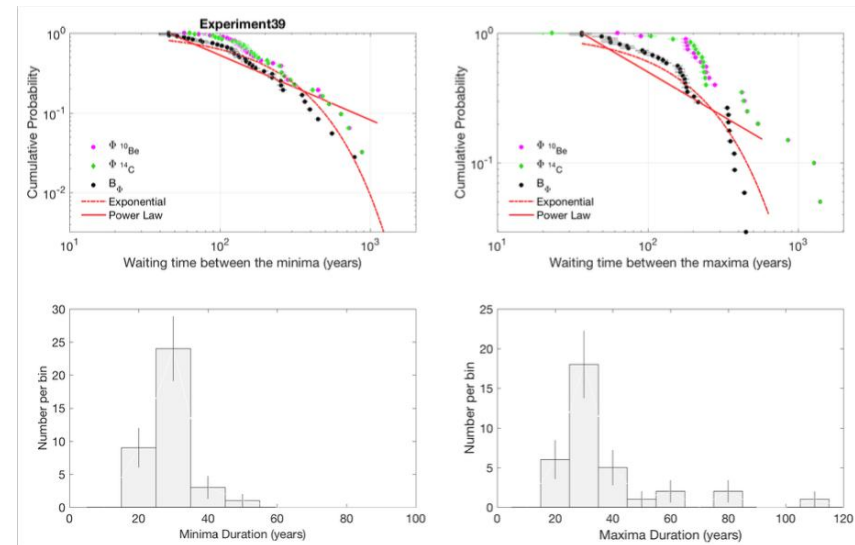 Experiment39
Cumulative Probability
10^0
10^-1
10^-2
Φ 10Be
Φ 14C
BΦ
Exponential
Power Law
10^1 10^2 10^3
Waiting time between the minima (years)
Cumulative Probability
10^0
10^-1
Φ 10Be
Φ 14C
BΦ
Exponential
Power Law
10^1 10^2 10^3
Waiting time between the maxima (years)
Number per bin
30
25
20
15
10
5
0
0 20 40 60 80 100
Minima Duration (years)
Number per bin
25
20
15
10
5
0
0 20 40 60 80 100 120
Maxima Duration (years)